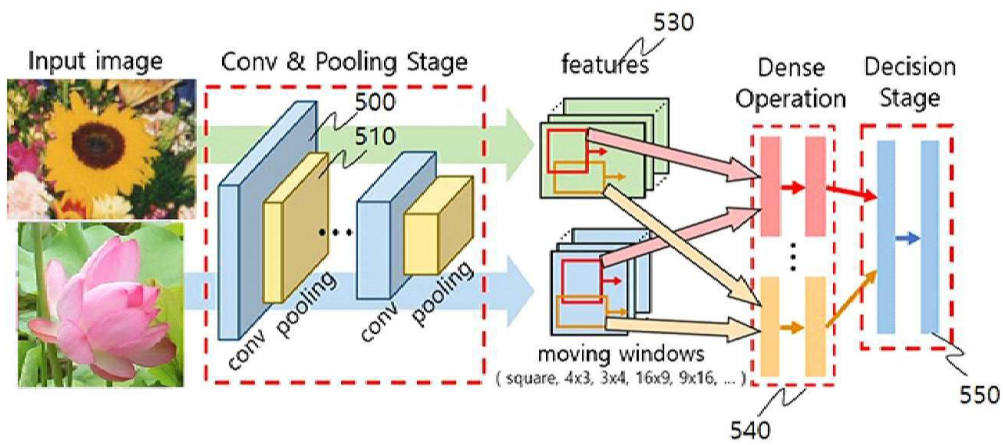 Input image
Conv & Pooling Stage
500
510
conv
pooling
conv
pooling
530
features
moving windows
( square, 4x3, 3x4, 16x9, 9x16, ... )
Dense
Operation
540
Decision
Stage
550